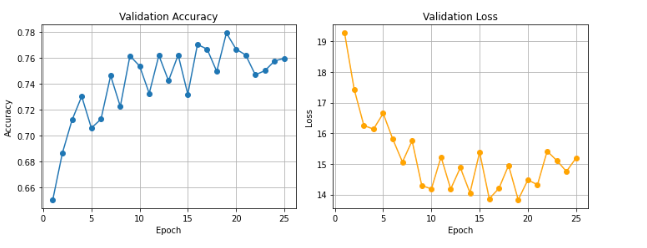 Validation Accuracy
Accuracy
0.78
0.76
0.74
0.72
0.70
0.68
0.66
0 5 10 15 20 25
Epoch
Validation Loss
Loss
19
18
17
16
15
14
0 5 10 15 20 25
Epoch